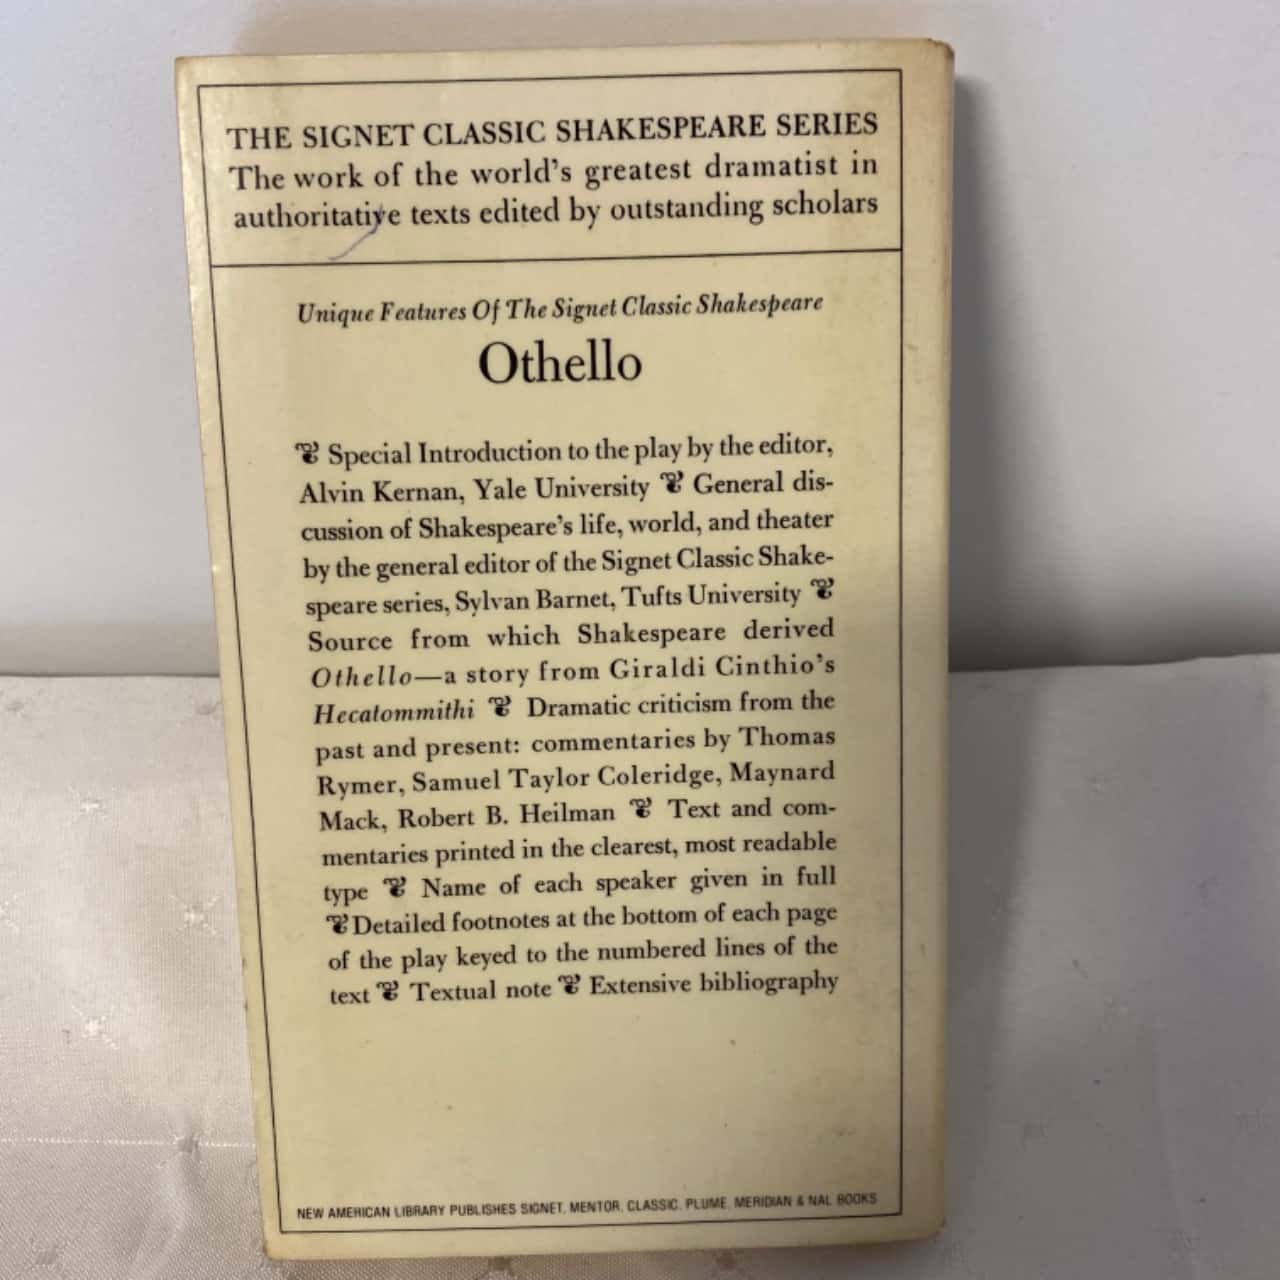 THE SIGNET CLASSIC SHAKESPEARE SERIES
The work of the world's greatest dramatist in
authoritative texts edited by outstanding scholars
Unique Features Of The Signet Classic Shakespeare
Othello
❦ Special Introduction to the play by the editor,
Alvin Kernan, Yale University ❦ General dis-
cussion of Shakespeare's life, world, and theater
by the general editor of the Signet Classic Shake-
speare series, Sylvan Barnet, Tufts University ❦
Source from which Shakespeare derived
Othello—a story from Giraldi Cinthio's
Hecatommithi ❦ Dramatic criticism from the
past and present: commentaries by Thomas
Rymer, Samuel Taylor Coleridge, Maynard
Mack, Robert B. Heilman ❦ Text and com-
mentaries printed in the clearest, most readable
type ❦ Name of each speaker given in full
❦Detailed footnotes at the bottom of each page
of the play keyed to the numbered lines of the
text ❦ Textual note ❦ Extensive bibliography
NEW AMERICAN LIBRARY PUBLISHES SIGNET, MENTOR, CLASSIC, PLUME, MERIDIAN & NAL BOOKS